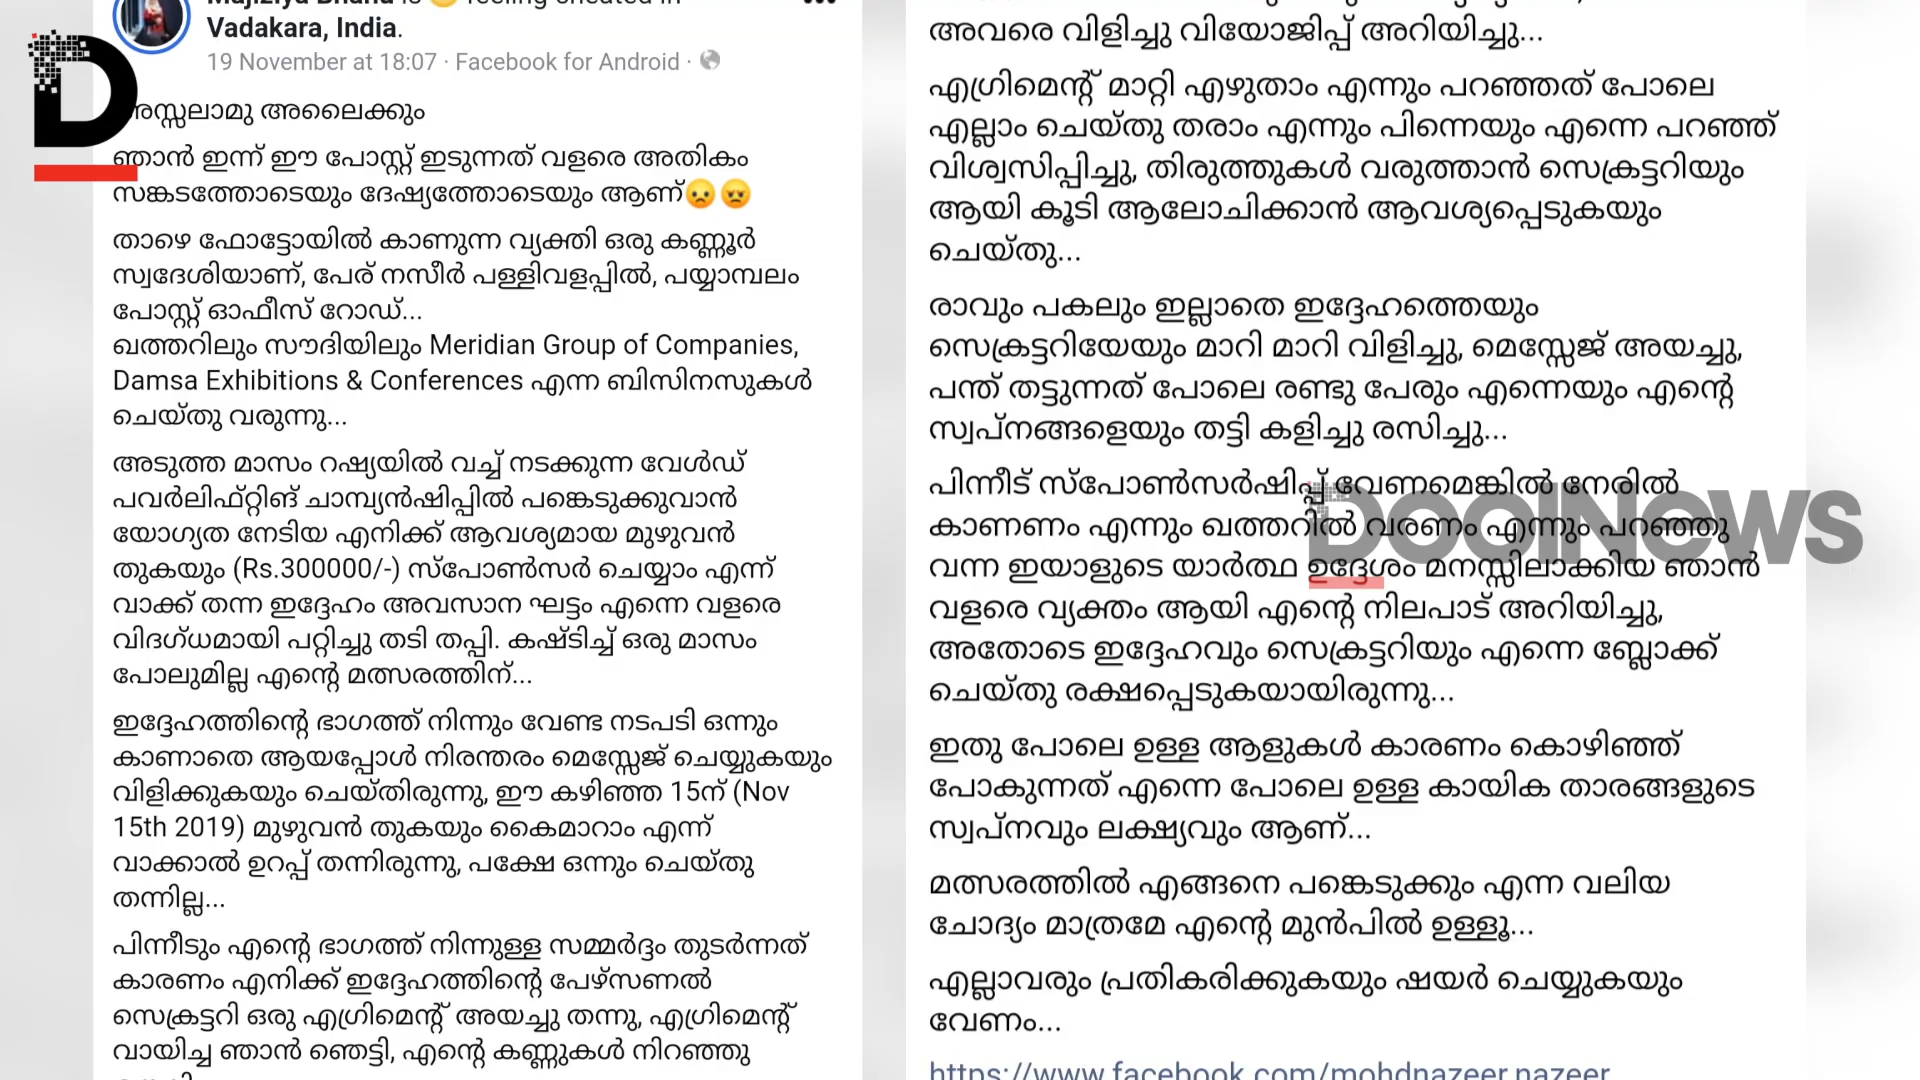 Vadakara, India.
19 November at 18:07 · Facebook for Android ·
അലൈക്കും
ഞാൻ ഇന്ന് ഈ പോസ്റ്റ് ഇടുന്നത് വളരെ അതികം
സങ്കടത്തോടെയും ദേഷ്യത്തോടെയും ആണ്😠😡
താഴെ ഫോട്ടോയിൽ കാണുന്ന വ്യക്തി ഒരു കണ്ണൂർ
സ്വദേശിയാണ്, പേര് നസീർ പള്ളിവളപ്പിൽ, പയ്യാമ്പലം
പോസ്റ്റ് ഓഫീസ് റോഡ്...
ഖത്തറിലും സൗദിയിലും Meridian Group of Companies,
Damsa Exhibitions & Conferences എന്ന ബിസിനസുകൾ
ചെയ്തു വരുന്നു...
അടുത്ത മാസം റഷ്യയിൽ വച്ച് നടക്കുന്ന വേൾഡ്
പവർലിഫ്റ്റിങ് ചാമ്പ്യൻഷിപ്പിൽ പങ്കെടുക്കുവാൻ
യോഗ്യത നേടിയ എനിക്ക് ആവശ്യമായ മുഴുവൻ
തുകയും (Rs.300000/-) സ്പോൺസർ ചെയ്യാം എന്ന്
വാക്ക് തന്ന ഇദ്ദേഹം അവസാന ഘട്ടം എന്നെ വളരെ
വിദഗ്ധമായി പറ്റിച്ചു തടി തപ്പി. കഷ്ടിച്ച് ഒരു മാസം
പോലുമില്ല എന്റെ മത്സരത്തിന്...
ഇദ്ദേഹത്തിന്റെ ഭാഗത്ത് നിന്നും വേണ്ട നടപടി ഒന്നും
കാണാതെ ആയപ്പോൾ നിരന്തരം മെസ്സേജ് ചെയ്യുകയും
വിളിക്കുകയും ചെയ്തിരുന്നു, ഈ കഴിഞ്ഞ 15ന് (Nov
15th 2019) മുഴുവൻ തുകയും കൈമാറാം എന്ന്
വാക്കാൽ ഉറപ്പ് തന്നിരുന്നു, പക്ഷേ ഒന്നും ചെയ്തു
തന്നില്ല...
പിന്നീടും എന്റെ ഭാഗത്ത് നിന്നുള്ള സമ്മർദ്ദം തുടർന്നത്
കാരണം എനിക്ക് ഇദ്ദേഹത്തിന്റെ പേഴ്സണൽ
സെക്രട്ടറി ഒരു എഗ്രിമെന്റ് അയച്ചു തന്നു, എഗ്രിമെന്റ്
വായിച്ച ഞാൻ ഞെട്ടി, എന്റെ കണ്ണുകൾ നിറഞ്ഞു
അവരെ വിളിച്ചു വിയോജിപ്പ് അറിയിച്ചു...
എഗ്രിമെന്റ് മാറ്റി എഴുതാം എന്നും പറഞ്ഞത് പോലെ
എല്ലാം ചെയ്തു തരാം എന്നും പിന്നെയും എന്നെ പറഞ്ഞ്
വിശ്വസിപ്പിച്ചു, തിരുത്തുകൾ വരുത്താൻ സെക്രട്ടറിയും
ആയി കൂടി ആലോചിക്കാൻ ആവശ്യപ്പെടുകയും
ചെയ്തു...
രാവും പകലും ഇല്ലാതെ ഇദ്ദേഹത്തെയും
സെക്രട്ടറിയേയും മാറി മാറി വിളിച്ചു, മെസ്സേജ് അയച്ചു,
പന്ത് തട്ടുന്നത് പോലെ രണ്ടു പേരും എന്നെയും എന്റെ
സ്വപ്നങ്ങളെയും തട്ടി കളിച്ചു രസിച്ചു...
പിന്നീട് സ്പോൺസർഷിപ്പ് വേണമെങ്കിൽ നേരിൽ
കാണണം എന്നും ഖത്തറിൽ വരണം എന്നും പറഞ്ഞു
DoolNews
വന്ന ഇയാളുടെ യാർത്ഥ ഉദ്ദേശം മനസ്സിലാക്കിയ ഞാൻ
വളരെ വ്യക്തം ആയി എന്റെ നിലപാട് അറിയിച്ചു,
അതോടെ ഇദ്ദേഹവും സെക്രട്ടറിയും എന്നെ ബ്ലോക്ക്
ചെയ്തു രക്ഷപ്പെടുകയായിരുന്നു...
ഇതു പോലെ ഉള്ള ആളുകൾ കാരണം കൊഴിഞ്ഞ്
പോകുന്നത് എന്നെ പോലെ ഉള്ള കായിക താരങ്ങളുടെ
സ്വപ്നവും ലക്ഷ്യവും ആണ്...
മത്സരത്തിൽ എങ്ങനെ പങ്കെടുക്കും എന്ന വലിയ
ചോദ്യം മാത്രമേ എന്റെ മുൻപിൽ ഉള്ളൂ...
എല്ലാവരും പ്രതികരിക്കുകയും ഷയർ ചെയ്യുകയും
വേണം...
https://www.facebook.com/mohdnazeer.nazeer